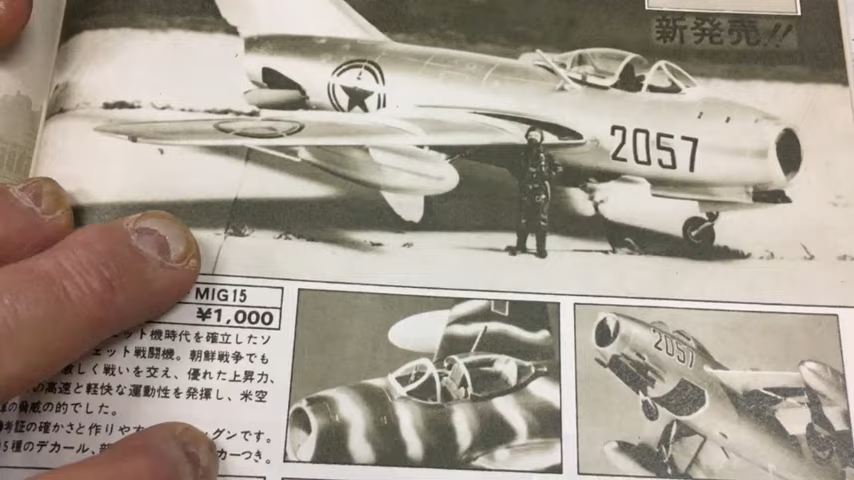 新発売!!
2057
MIG15
¥1,000
ット機時代を確立したソ
ェット戦闘機。朝鮮戦争でも
しく戦いを交え、優れた上昇力、
の高速と軽快な運動性を発揮し、米空
の脅威の的でした。
考証の確かさと作りやす
グンです。
5種のデカール、
カーつき。
2057